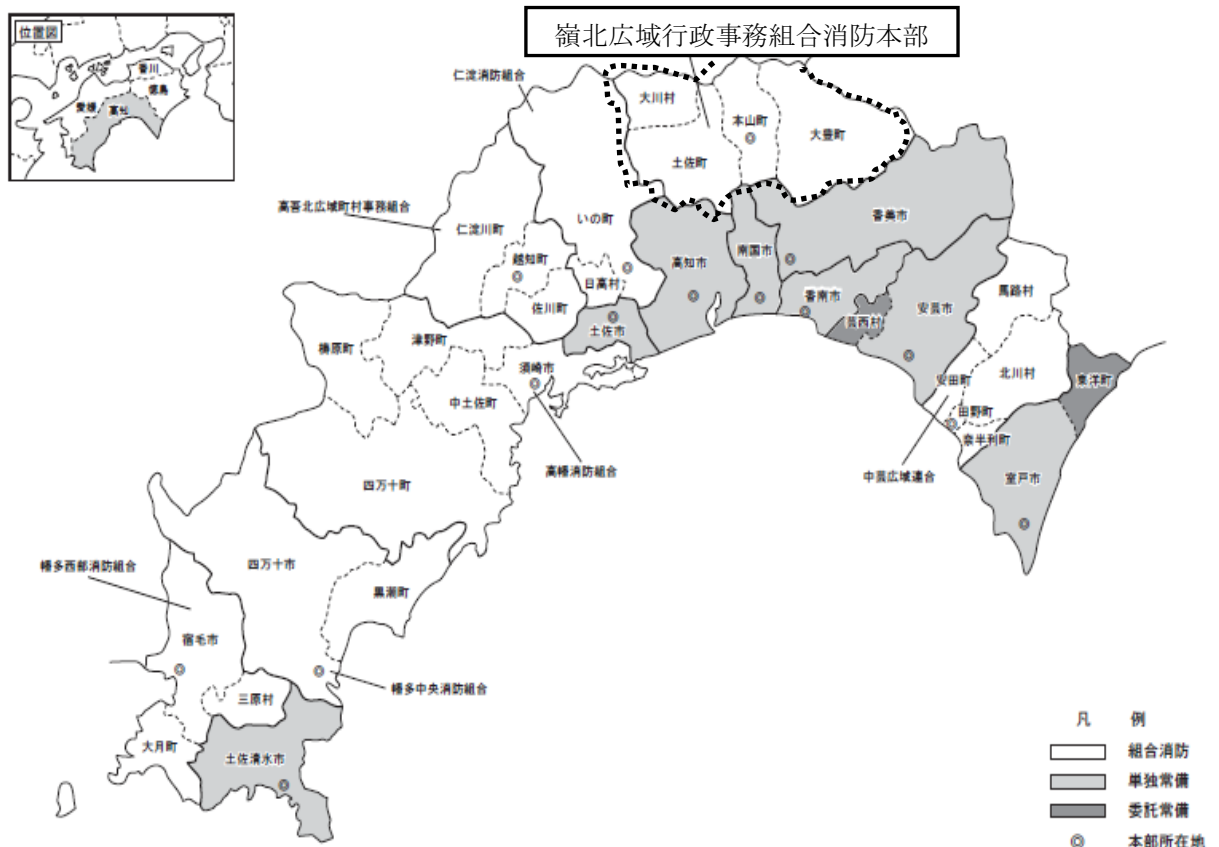 位置図
香川
徳島
愛媛
高知
嶺北広域行政事務組合消防本部
仁淀消防組合
大川村
本山町
大豊町
土佐町
高吾北広域町村事務組合
仁淀川町
いの町
香美市
越知町
高知市
南国市
日高村
佐川町
香南市
安芸市
馬路村
土佐市
芸西村
津野町
梼原町
須崎市
北川村
東洋町
安田町
中土佐町
田野町
奈半利町
高幡消防組合
中芸広域連合
室戸市
四万十町
四万十市
幡多西部消防組合
黒潮町
宿毛市
幡多中央消防組合
三原村
大月町
土佐清水市
凡 例
組合消防
単独常備
委託常備
◎ 本部所在地